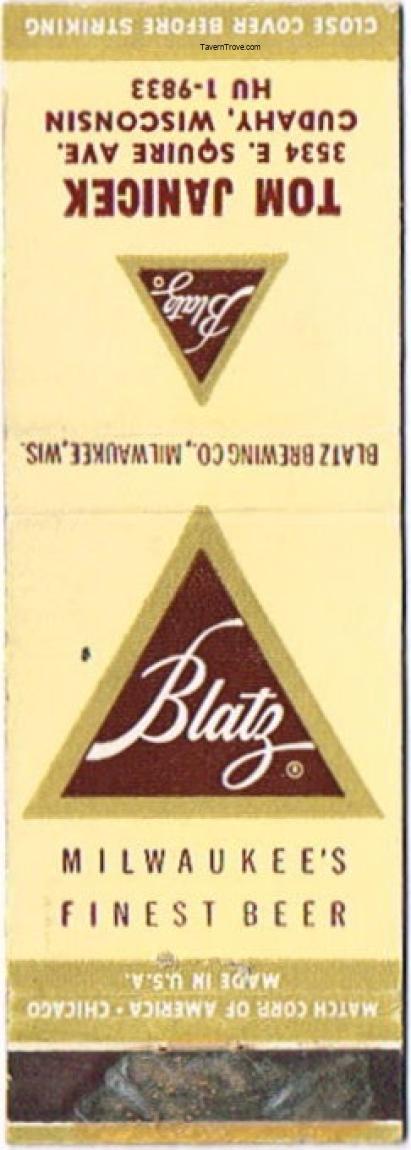 CLOSE COVER BEFORE STRIKING
TavernTrove.com
TOM JANICEK
3534 E. SQUIRE AVE.
CUDAHY, WISCONSIN
HU 1-9833
Blatz®
BLATZ BREWING CO., MILWAUKEE, WIS.
Blatz®
MILWAUKEE'S
FINEST BEER
MATCH CORP. OF AMERICA • CHICAGO
MADE IN U.S.A.